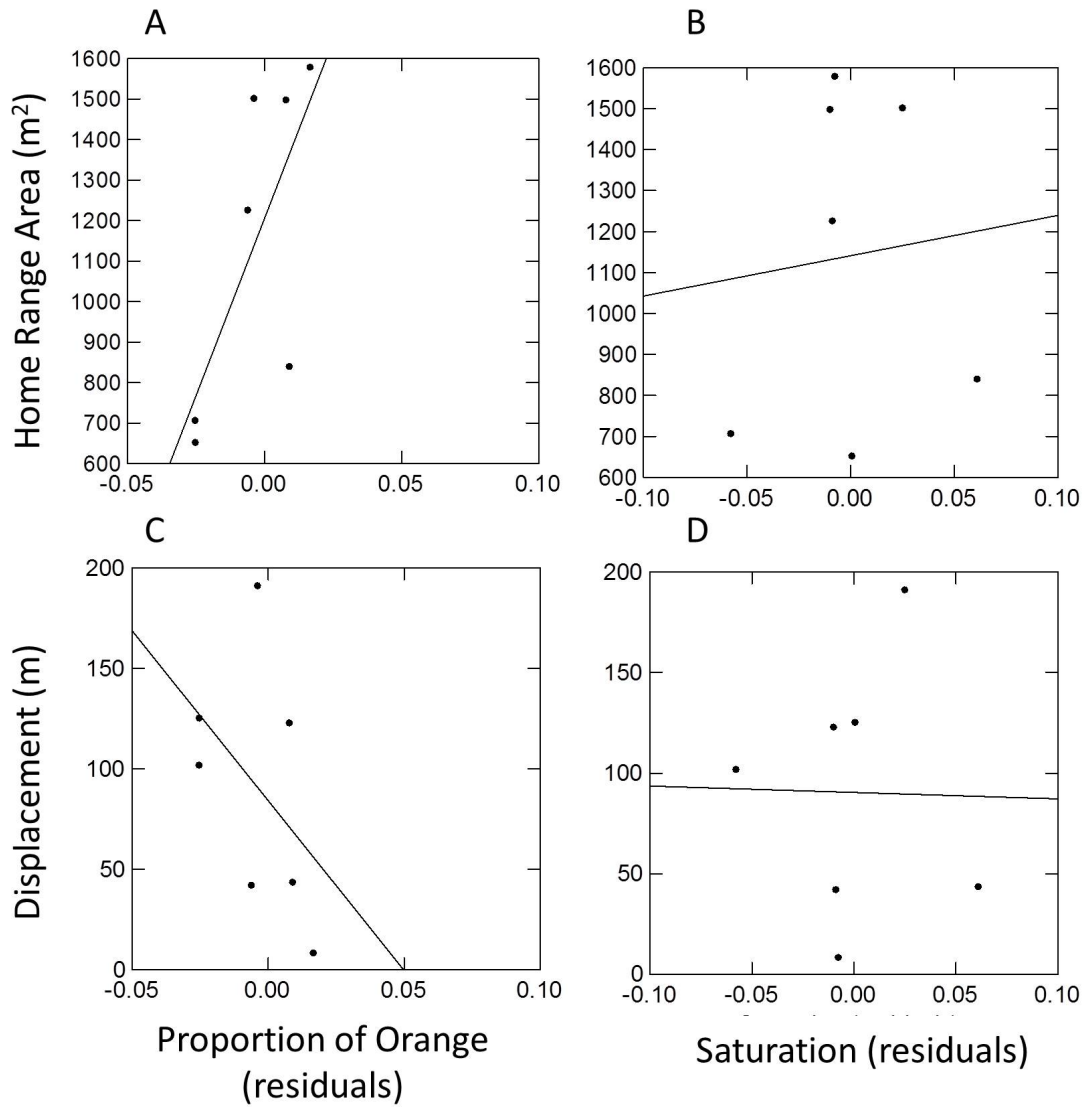 A
B
Home Range Area (m²)
1600
1500
1400
1300
1200
1100
1000
900
800
700
600
-0.05 0.00 0.05 0.10
1600
1500
1400
1300
1200
1100
1000
900
800
700
600
-0.10 -0.05 0.00 0.05 0.10
C
D
Displacement (m)
200
150
100
50
0
-0.05 0.00 0.05 0.10
200
150
100
50
0
-0.10 -0.05 0.00 0.05 0.10
Proportion of Orange
(residuals)
Saturation (residuals)